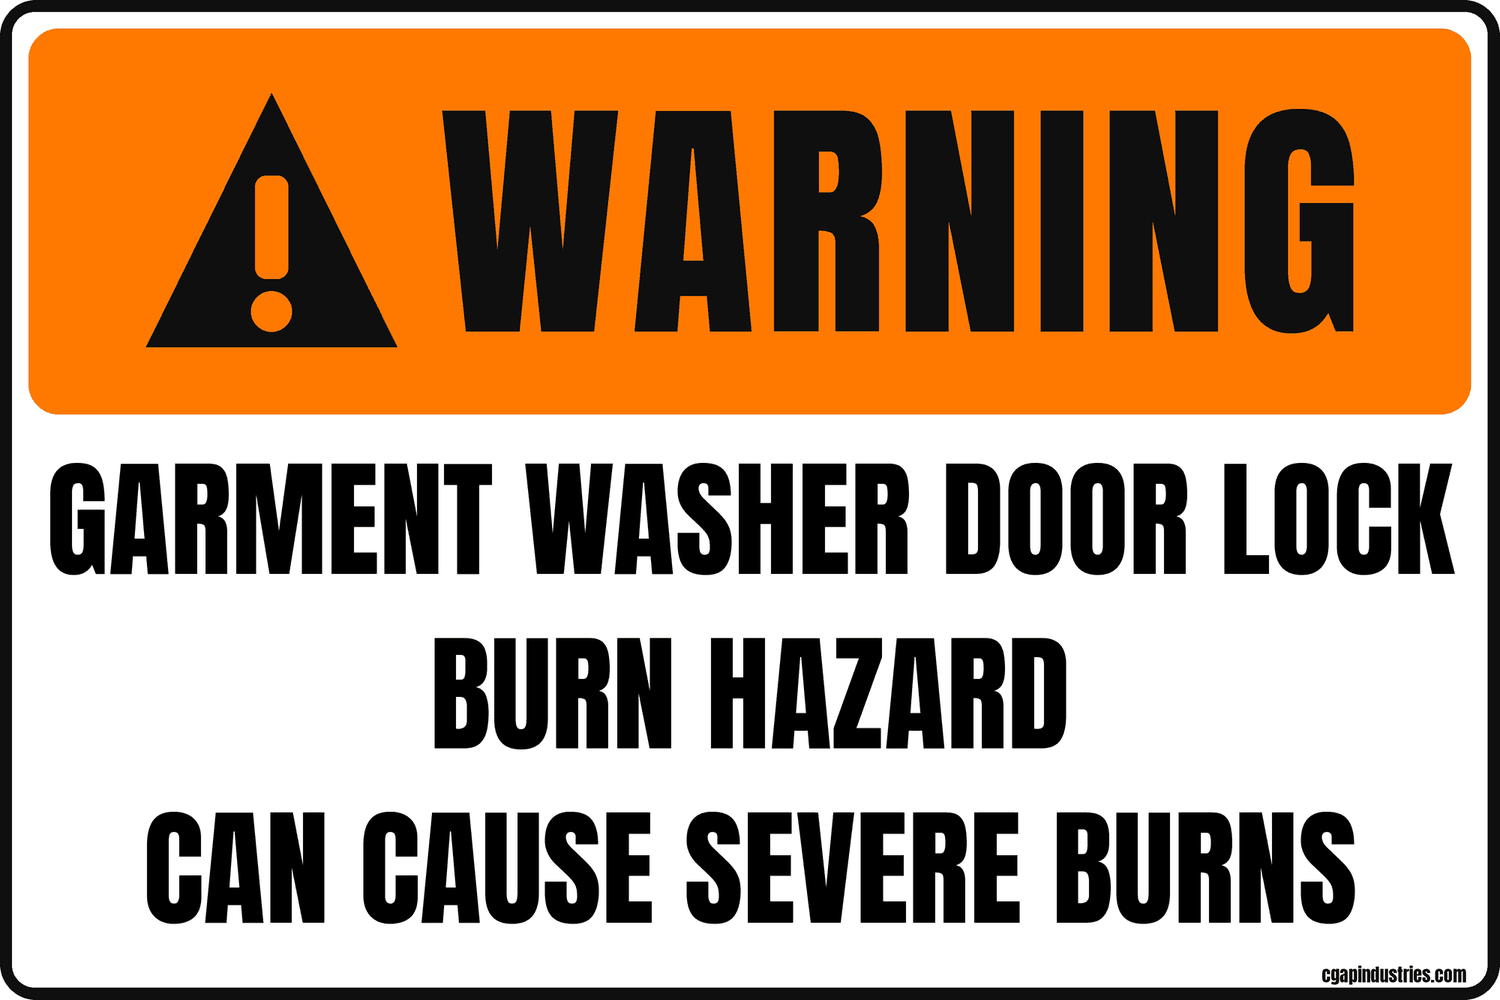 WARNING
GARMENT WASHER DOOR LOCK
BURN HAZARD
CAN CAUSE SEVERE BURNS
cgapindustries.com